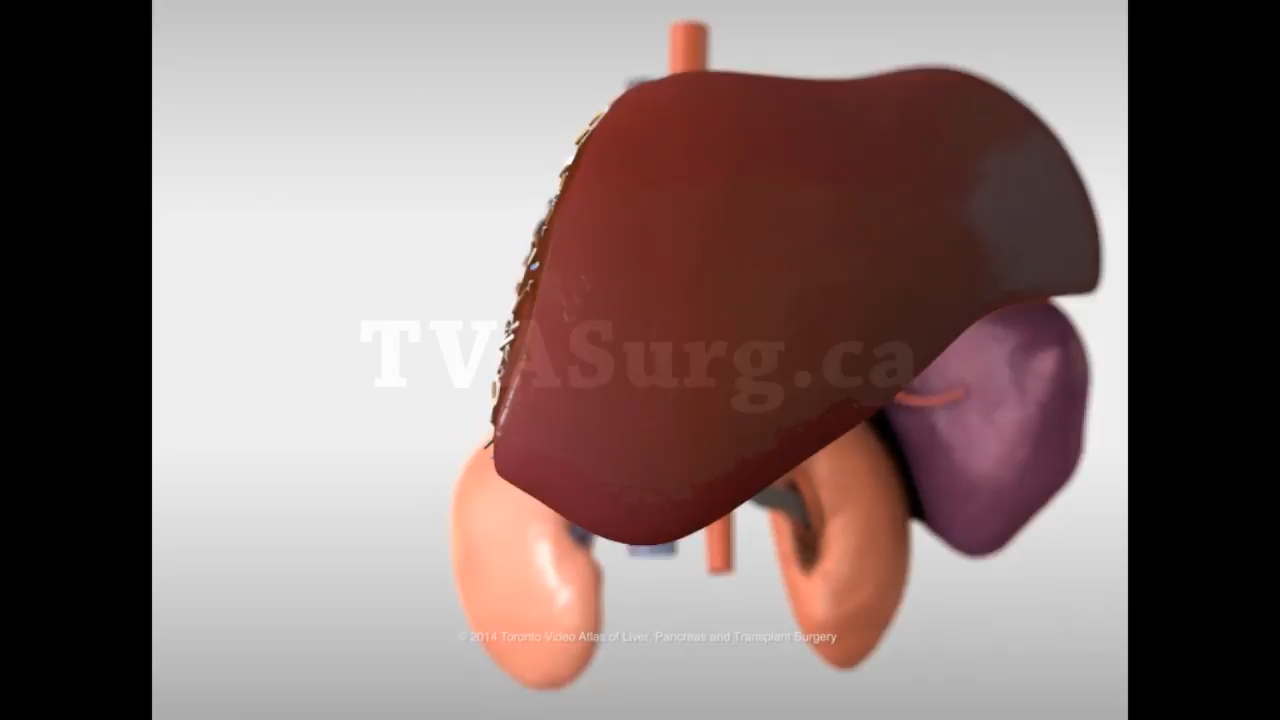 TVASurg.ca
© 2014 Toronto Video Atlas of Liver, Pancreas and Transplant Surgery